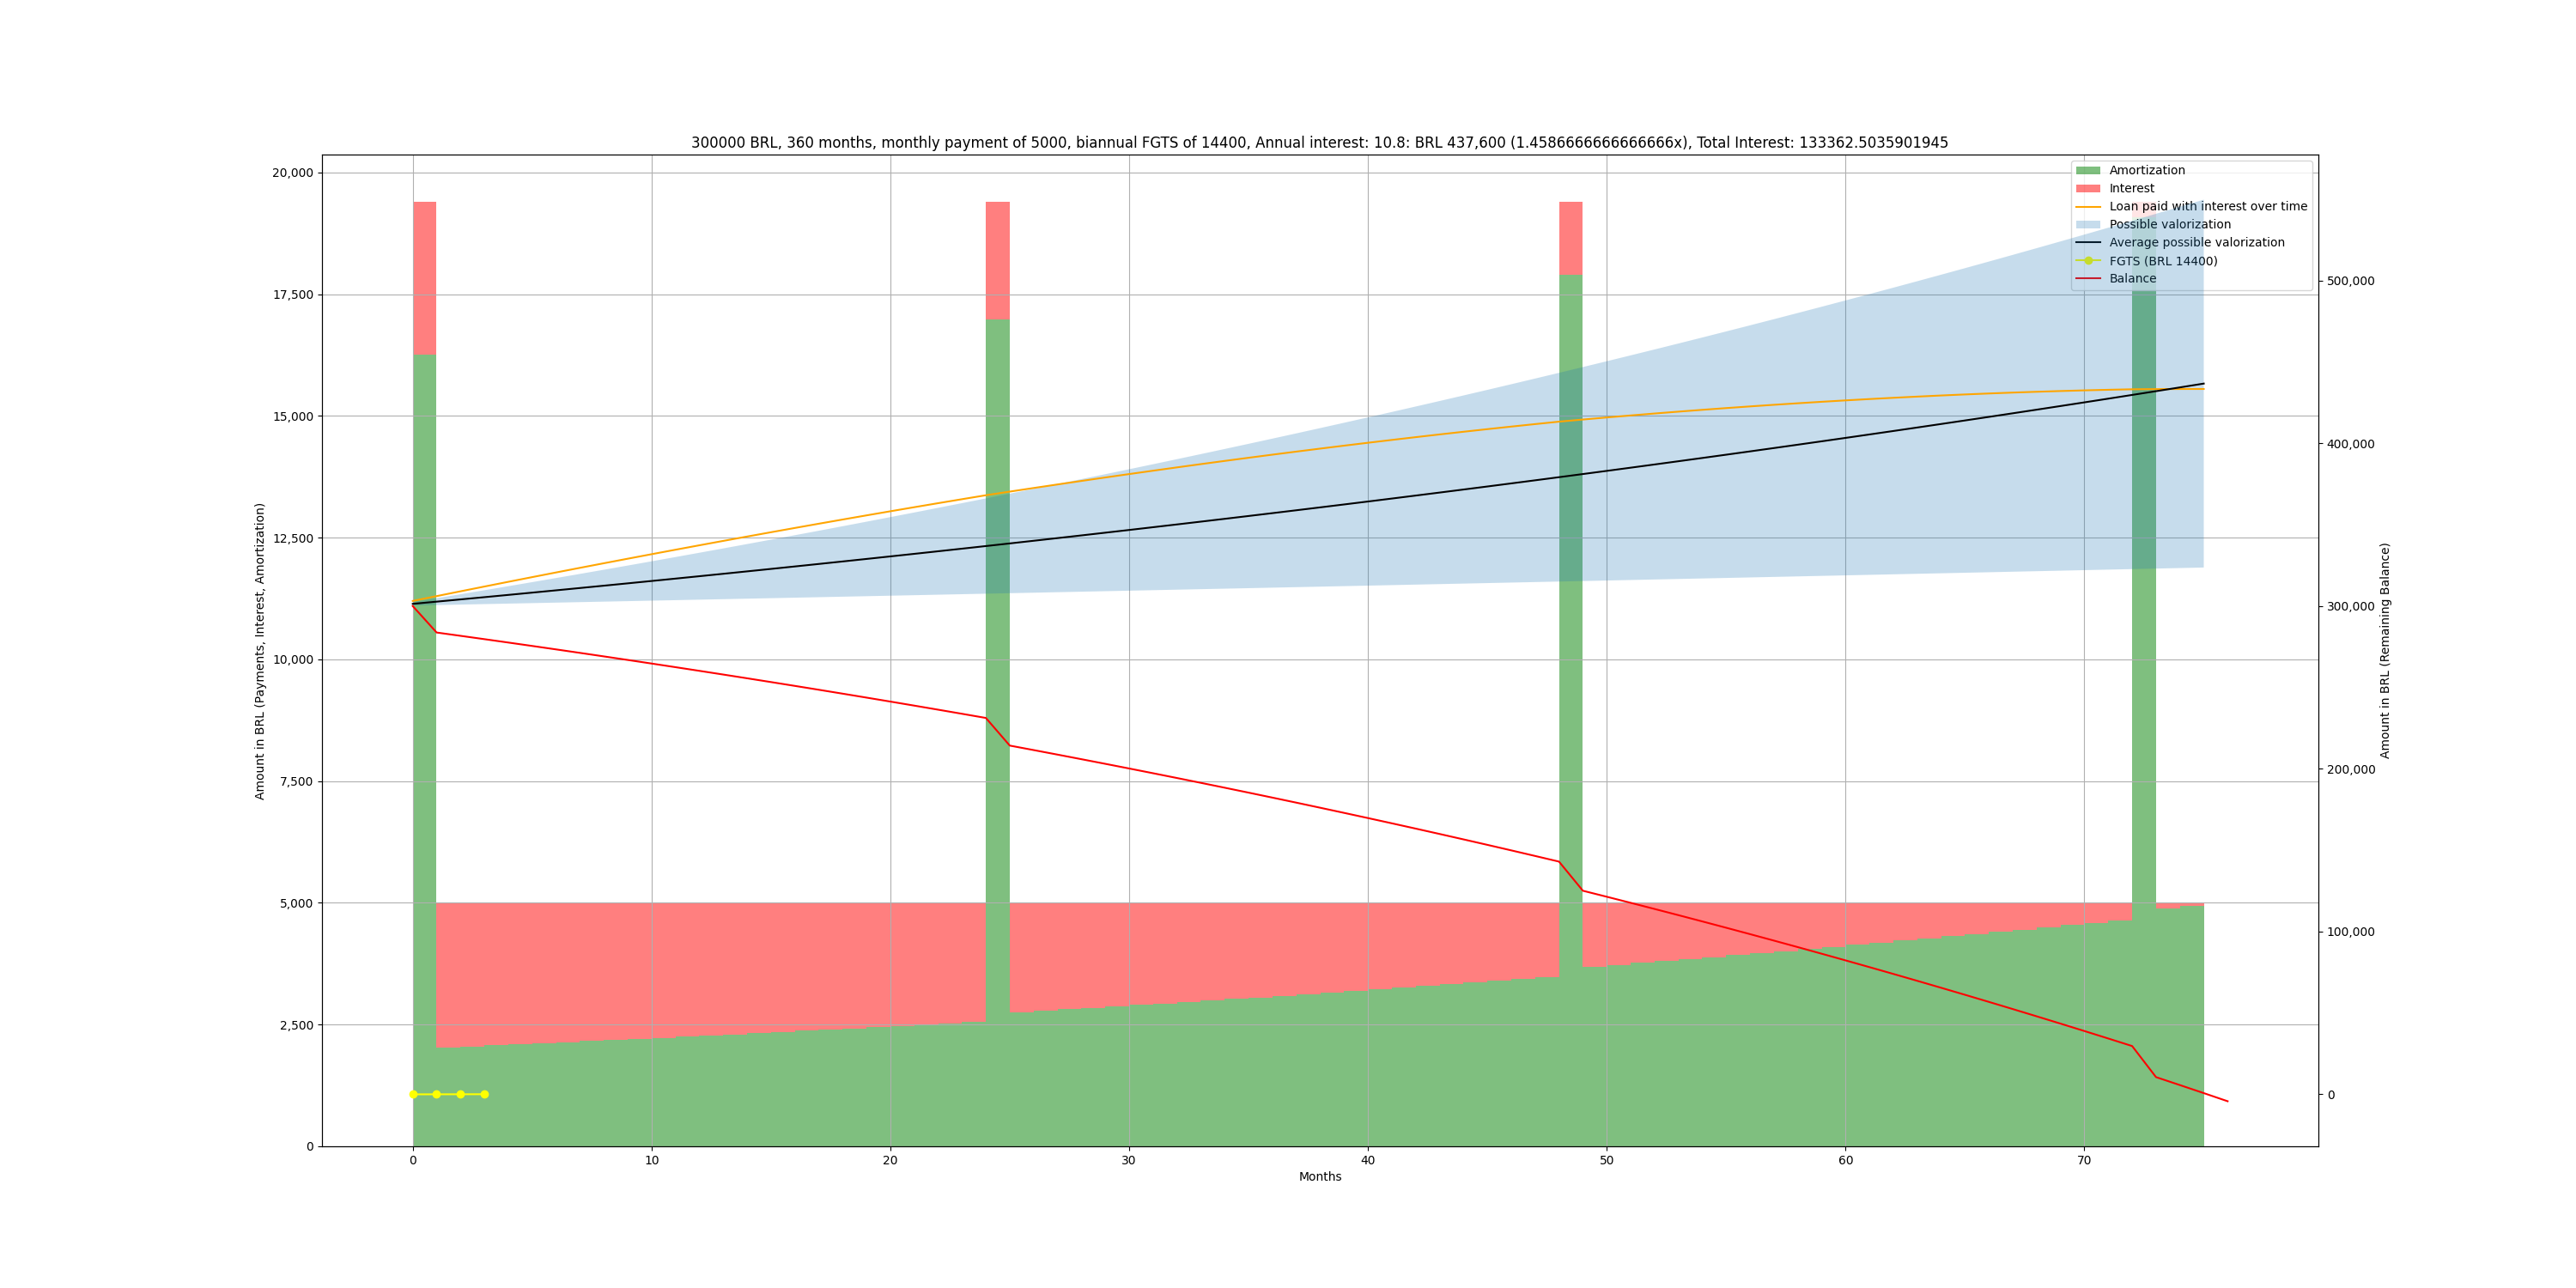 300000 BRL, 360 months, monthly payment of 5000, biannual FGTS of 14400, Annual interest: 10.8: BRL 437,600 (1.4586666666666666x), Total Interest: 133362.5035901945
Amortization
Interest
Loan paid with interest over time
Possible valorization
Average possible valorization
FGTS (BRL 14400)
Balance
Amount in BRL (Payments, Interest, Amortization)
20,000
17,500
15,000
12,500
10,000
7,500
5,000
2,500
0
0
10
20
30
40
50
60
70
Months
500,000
400,000
300,000
200,000
100,000
0
Amount in BRL (Remaining Balance)